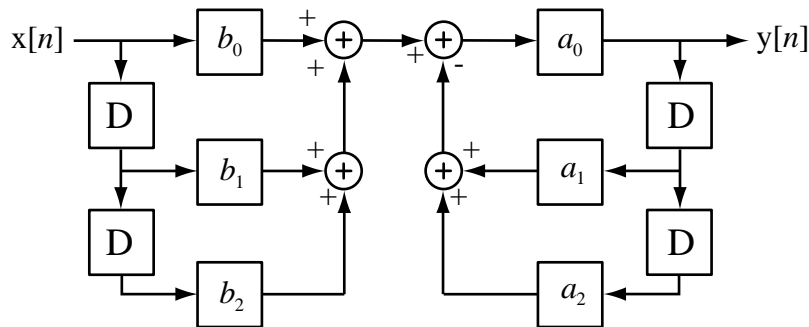 x[n] b₀ + + + + + - a₀ y[n]
D D
b₁ + + + + + + a₁
D D
b₂ a₂